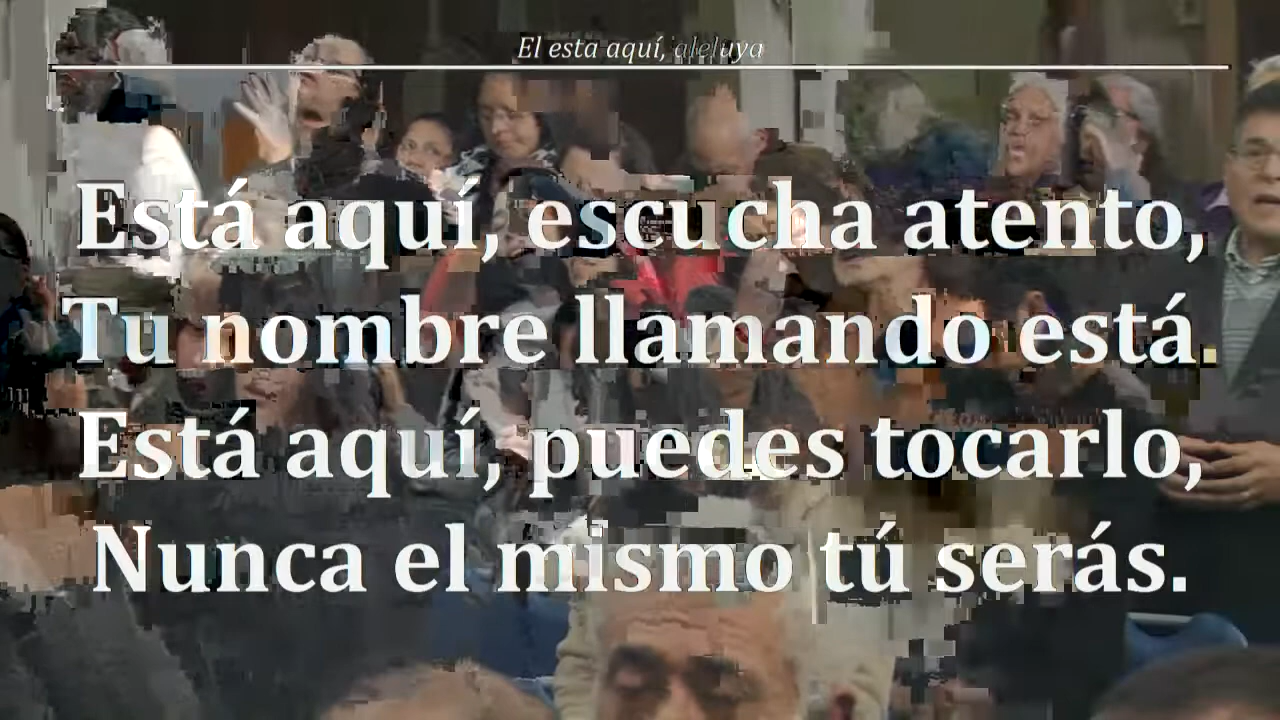 El esta aquí, aleluya
Está aquí, escucha atento,
Tu nombre llamando está.
Está aquí, puedes tocarlo,
Nunca el mismo tú serás.